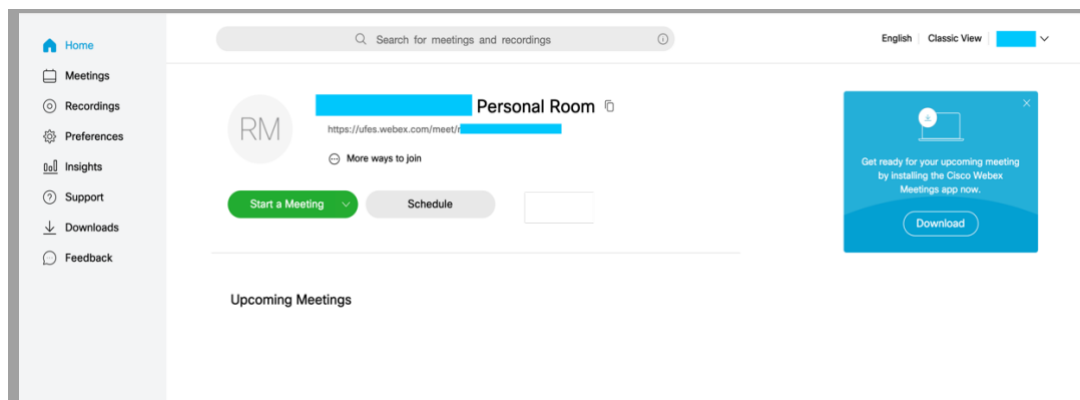 Home
Meetings
Recordings
Preferences
Insights
Support
Downloads
Feedback
Search for meetings and recordings
English
Classic View
RM
Personal Room
https://ufes.webex.com/meet/r
More ways to join
Start a Meeting
Schedule
Get ready for your upcoming meeting
by installing the Cisco Webex
Meetings app now.
Download
Upcoming Meetings